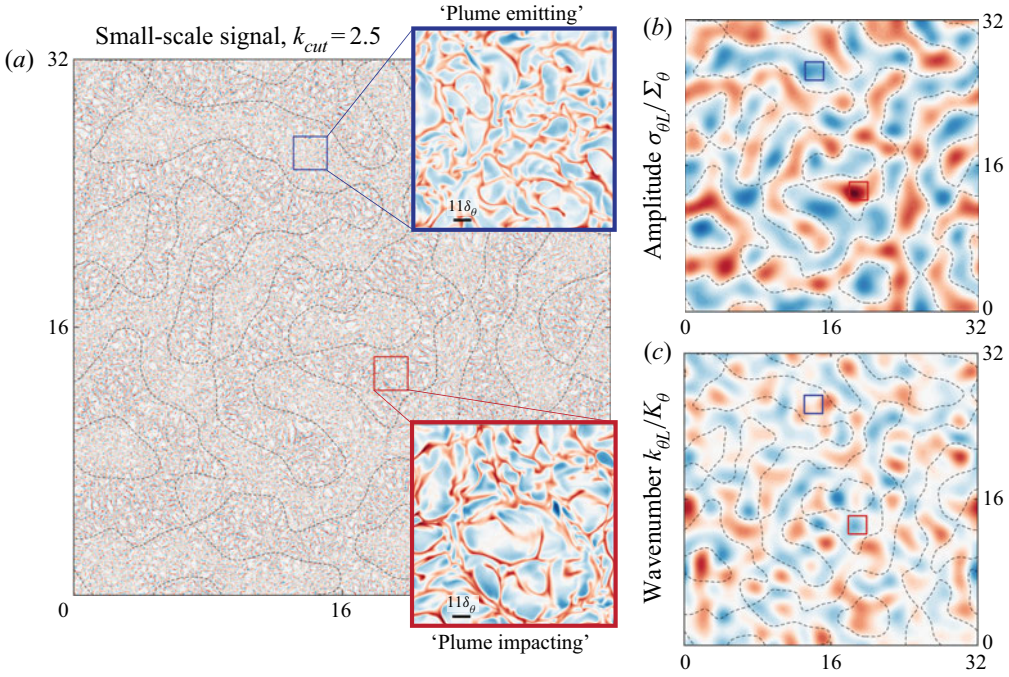 (a)
Small-scale signal, k_cut = 2.5
32
16
0
16
'Plume emitting'
11δ_θ
11δ_θ
'Plume impacting'
(b)
Amplitude σ_θL / Σ_θ
32
16
0
0
16
32
(c)
Wavenumber k_θL/K_θ
32
16
0
0
16
32